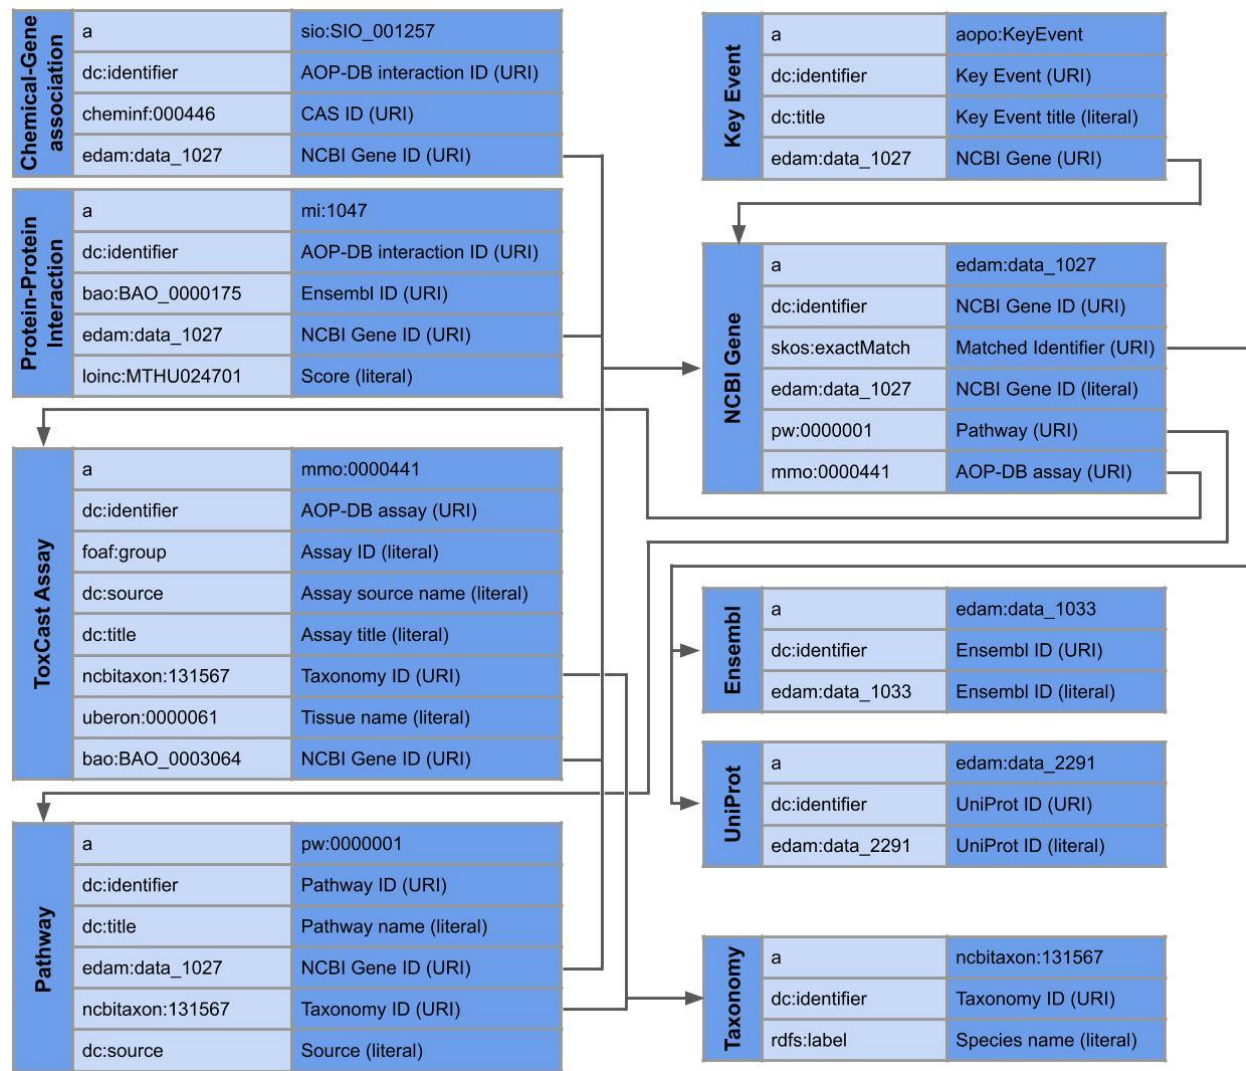 Chemical-Gene association
a sio:SIO_001257
dc:identifier AOP-DB interaction ID (URI)
cheminf:000446 CAS ID (URI)
edam:data_1027 NCBI Gene ID (URI)
Protein-Protein Interaction
a mi:1047
dc:identifier AOP-DB interaction ID (URI)
bao:BAO_0000175 Ensembl ID (URI)
edam:data_1027 NCBI Gene ID (URI)
loinc:MTHU024701 Score (literal)
ToxCast Assay
a mmo:0000441
dc:identifier AOP-DB assay (URI)
foaf:group Assay ID (literal)
dc:source Assay source name (literal)
dc:title Assay title (literal)
ncbitaxon:131567 Taxonomy ID (URI)
uberon:0000061 Tissue name (literal)
bao:BAO_0003064 NCBI Gene ID (URI)
Pathway
a pw:0000001
dc:identifier Pathway ID (URI)
dc:title Pathway name (literal)
edam:data_1027 NCBI Gene ID (URI)
ncbitaxon:131567 Taxonomy ID (URI)
dc:source Source (literal)
Key Event
a aopo:KeyEvent
dc:identifier Key Event (URI)
dc:title Key Event title (literal)
edam:data_1027 NCBI Gene (URI)
NCBI Gene
a edam:data_1027
dc:identifier NCBI Gene ID (URI)
skos:exactMatch Matched Identifier (URI)
edam:data_1027 NCBI Gene ID (literal)
pw:0000001 Pathway (URI)
mmo:0000441 AOP-DB assay (URI)
Ensembl
a edam:data_1033
dc:identifier Ensembl ID (URI)
edam:data_1033 Ensembl ID (literal)
UniProt
a edam:data_2291
dc:identifier UniProt ID (URI)
edam:data_2291 UniProt ID (literal)
Taxonomy
a ncbitaxon:131567
dc:identifier Taxonomy ID (URI)
rdfs:label Species name (literal)